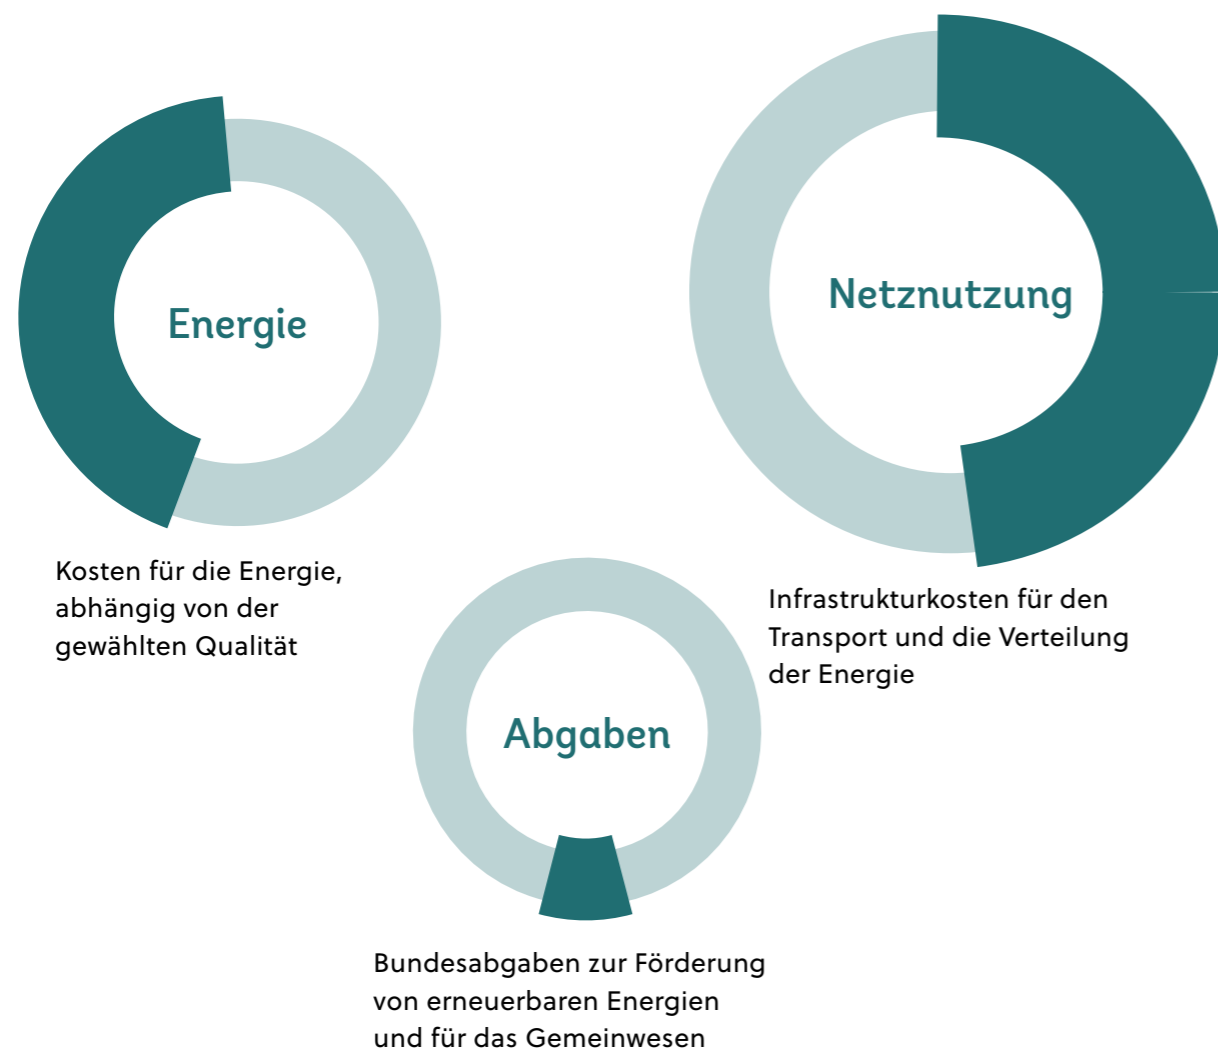 Energie
Kosten für die Energie,
abhängig von der
gewählten Qualität
Netznutzung
Infrastrukturkosten für den
Transport und die Verteilung
der Energie
Abgaben
Bundesabgaben zur Förderung
von erneuerbaren Energien
und für das Gemeinwesen